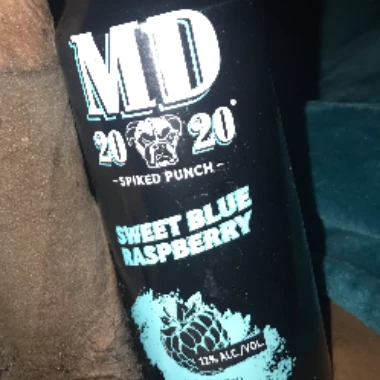 MD
20 20
-SPIKED PUNCH-
SWEET BLUE
RASPBERRY
12% ALC./VOL.